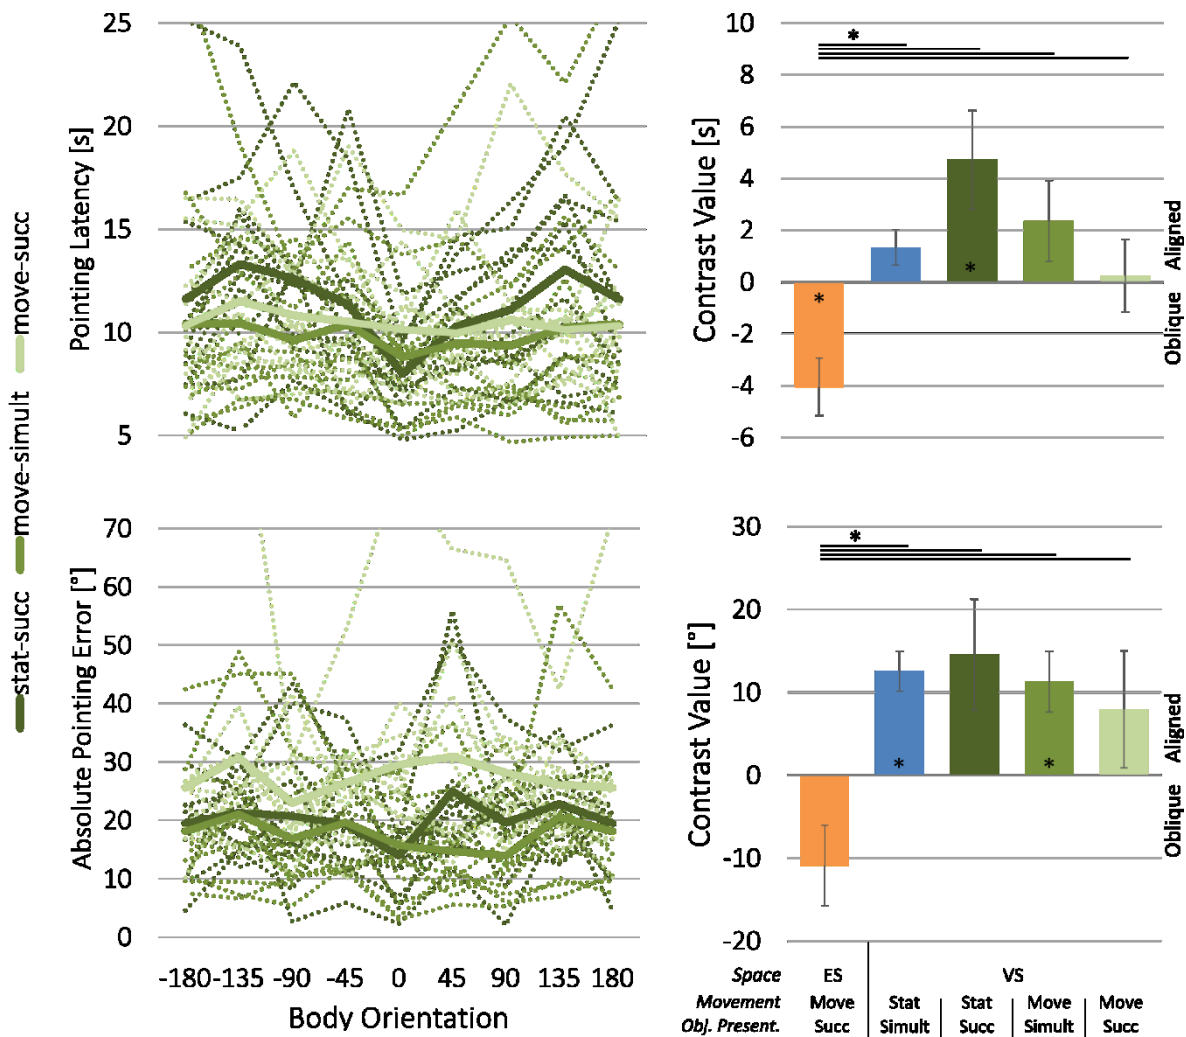 stat-succ move-simult move-succ
Pointing Latency [s]
25
20
15
10
5
Absolute Pointing Error [°]
70
60
50
40
30
20
10
0
-180 -135 -90 -45 0 45 90 135 180
Body Orientation
Contrast Value [s]
10
8
6
4
2
0
-2
-4
-6
*
*
*
Oblique Aligned
Contrast Value [°]
30
20
10
0
-10
-20
*
*
*
Oblique Aligned
Space ES VS
Movement Move Stat Stat Move Move
Obj. Present. Succ Simult Succ Simult Succ